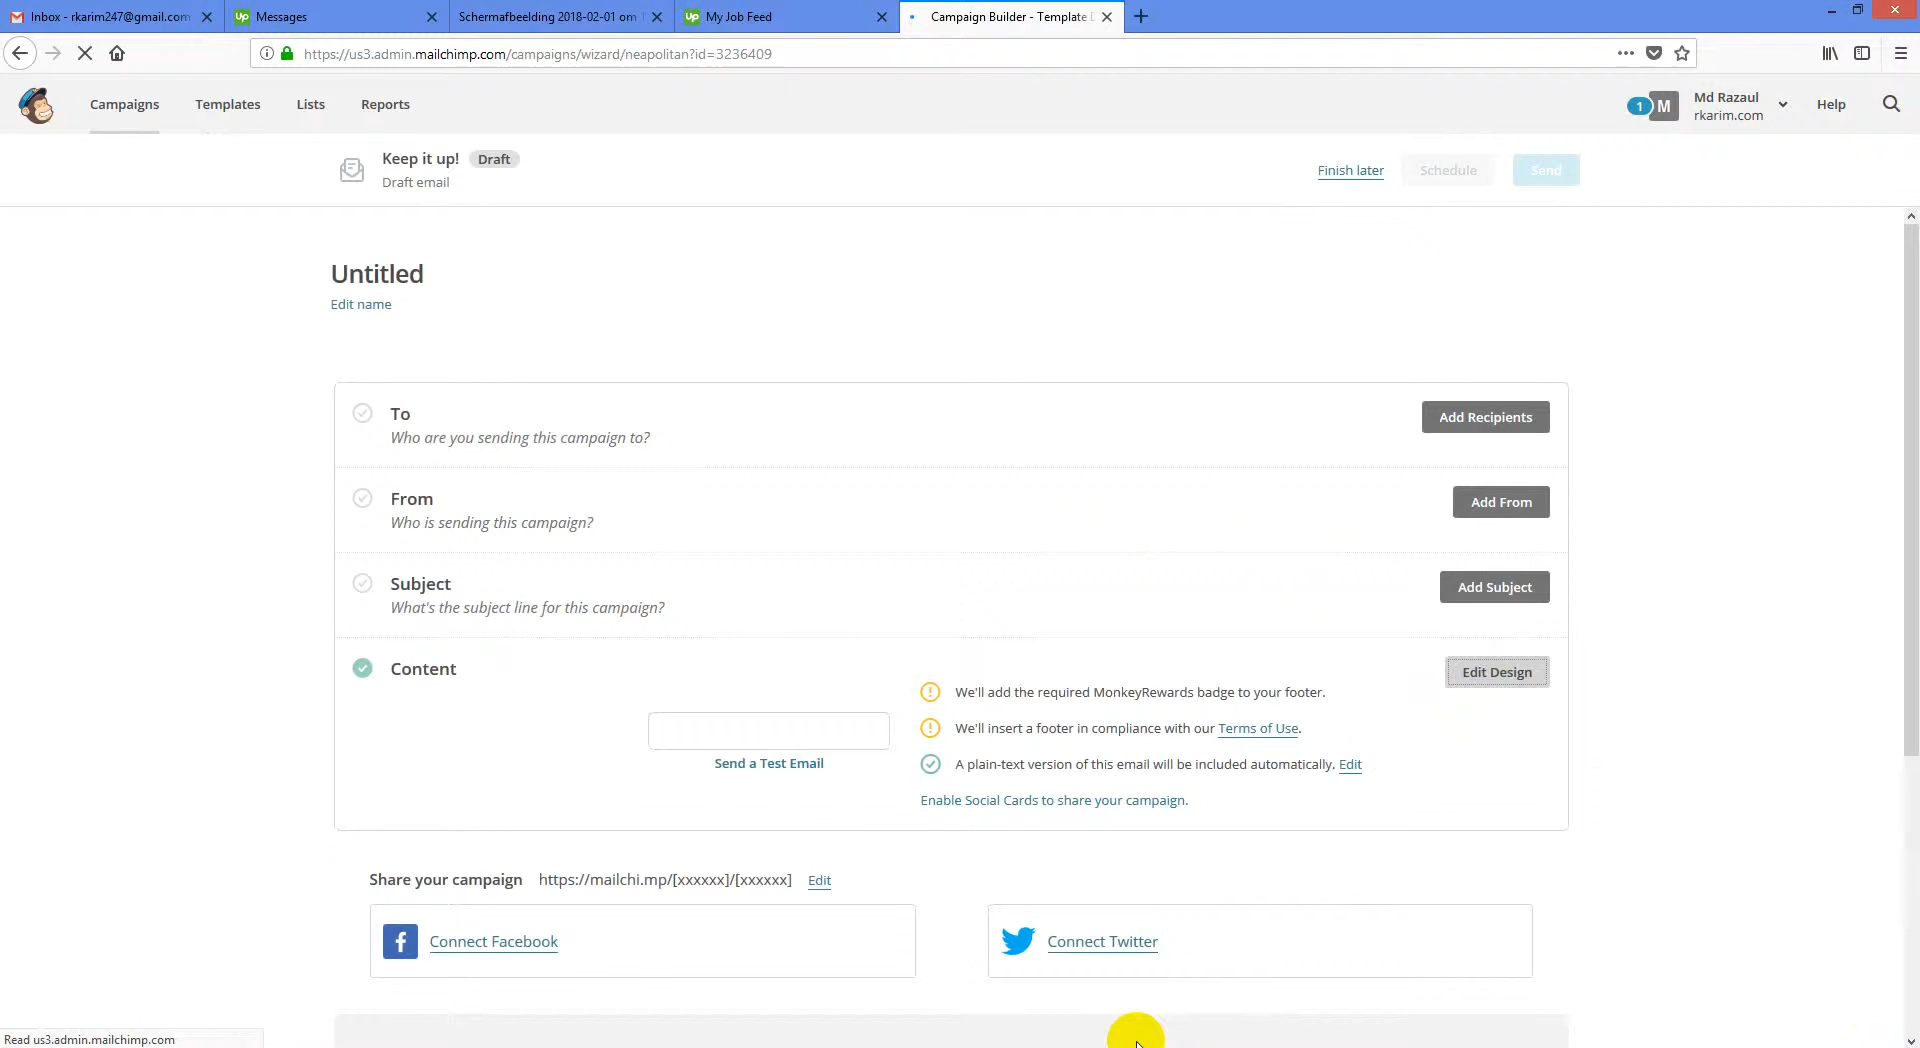 Inbox - rkarim247@gmail.com
Up Messages
Schermafbeelding 2018-02-01 om
Up My Job Feed
Campaign Builder - Template
https://us3.admin.mailchimp.com/campaigns/wizard/neapolitan?id=3236409
Campaigns
Templates
Lists
Reports
1
M
Md Razaul
rkarim.com
Help
Keep it up! Draft
Draft email
Finish later
Schedule
Send
Untitled
Edit name
To
Who are you sending this campaign to?
Add Recipients
From
Who is sending this campaign?
Add From
Subject
What's the subject line for this campaign?
Add Subject
Content
Edit Design
We'll add the required MonkeyRewards badge to your footer.
We'll insert a footer in compliance with our Terms of Use.
A plain-text version of this email will be included automatically. Edit
Send a Test Email
Enable Social Cards to share your campaign.
Share your campaign https://mailchi.mp/[xxxxxx]/[xxxxxx] Edit
Connect Facebook
Connect Twitter
Read us3.admin.mailchimp.com